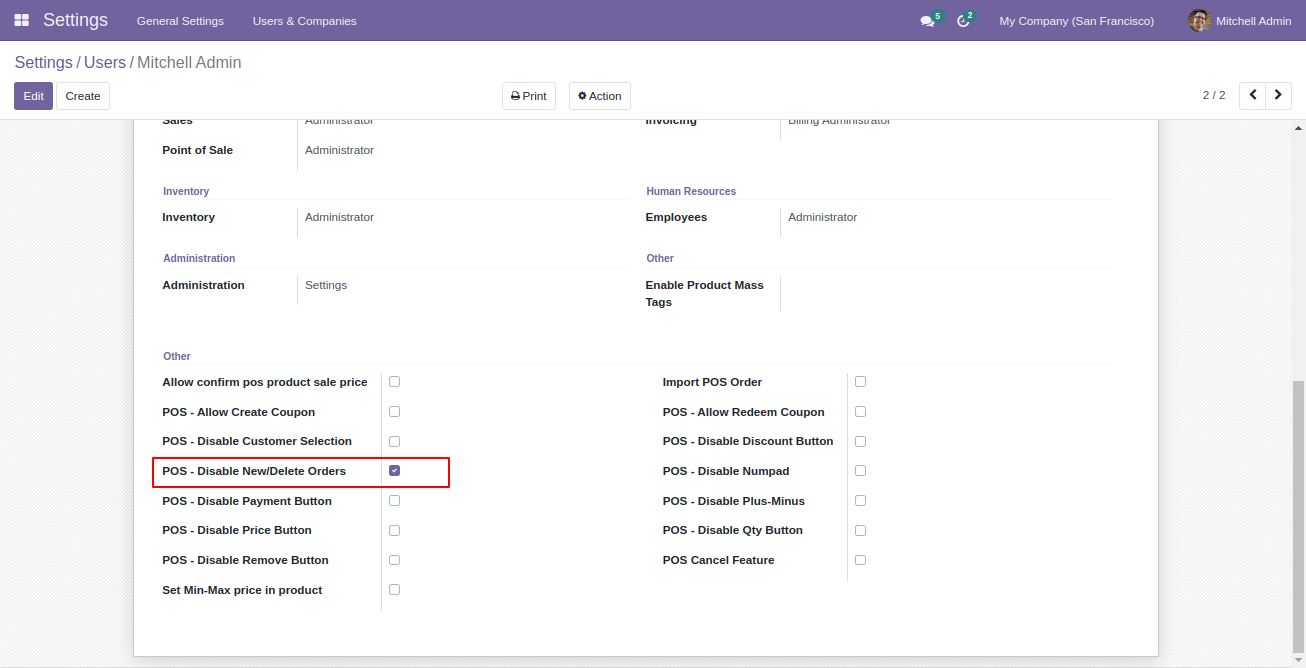 Settings General Settings Users & Companies 5 2 My Company (San Francisco) Mitchell Admin
Settings / Users / Mitchell Admin
Edit Create Print Action 2 / 2
Sales Administrator Invoicing Billing Administrator
Point of Sale Administrator
Inventory Human Resources
Inventory Administrator Employees Administrator
Administration Other
Administration Settings Enable Product Mass
Tags
Other
Allow confirm pos product sale price Import POS Order
POS - Allow Create Coupon POS - Allow Redeem Coupon
POS - Disable Customer Selection POS - Disable Discount Button
POS - Disable New/Delete Orders POS - Disable Numpad
POS - Disable Payment Button POS - Disable Plus-Minus
POS - Disable Price Button POS - Disable Qty Button
POS - Disable Remove Button POS Cancel Feature
Set Min-Max price in product